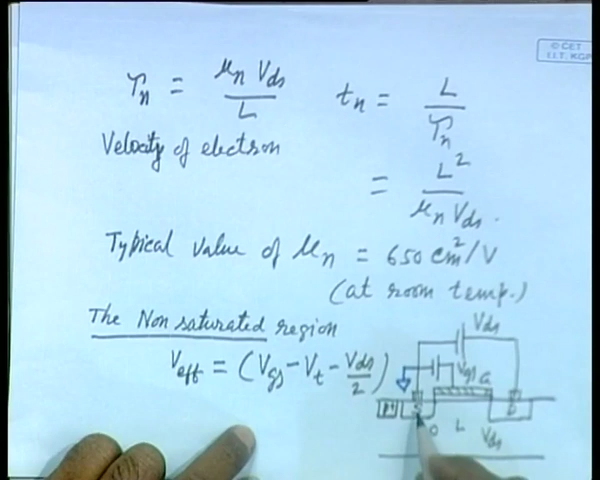 © CET
I.I.T. KGP
τn = μn Vds / L
tn = L / τn
Velocity of electron
= L² / μn Vds.
Typical value of μn = 650 cm²/V
(at room temp.)
The Non saturated region
Veff = (Vgs - Vt - Vds/2)
Vds
Vgs G
P+ S D
0 L Vds